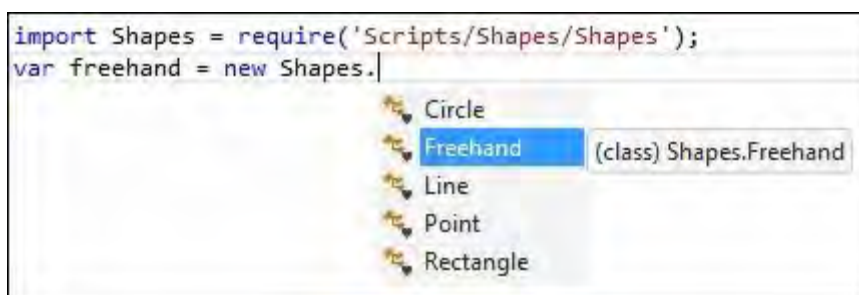 import Shapes = require('Scripts/Shapes/Shapes');
var freehand = new Shapes.
Circle
Freehand (class) Shapes.Freehand
Line
Point
Rectangle